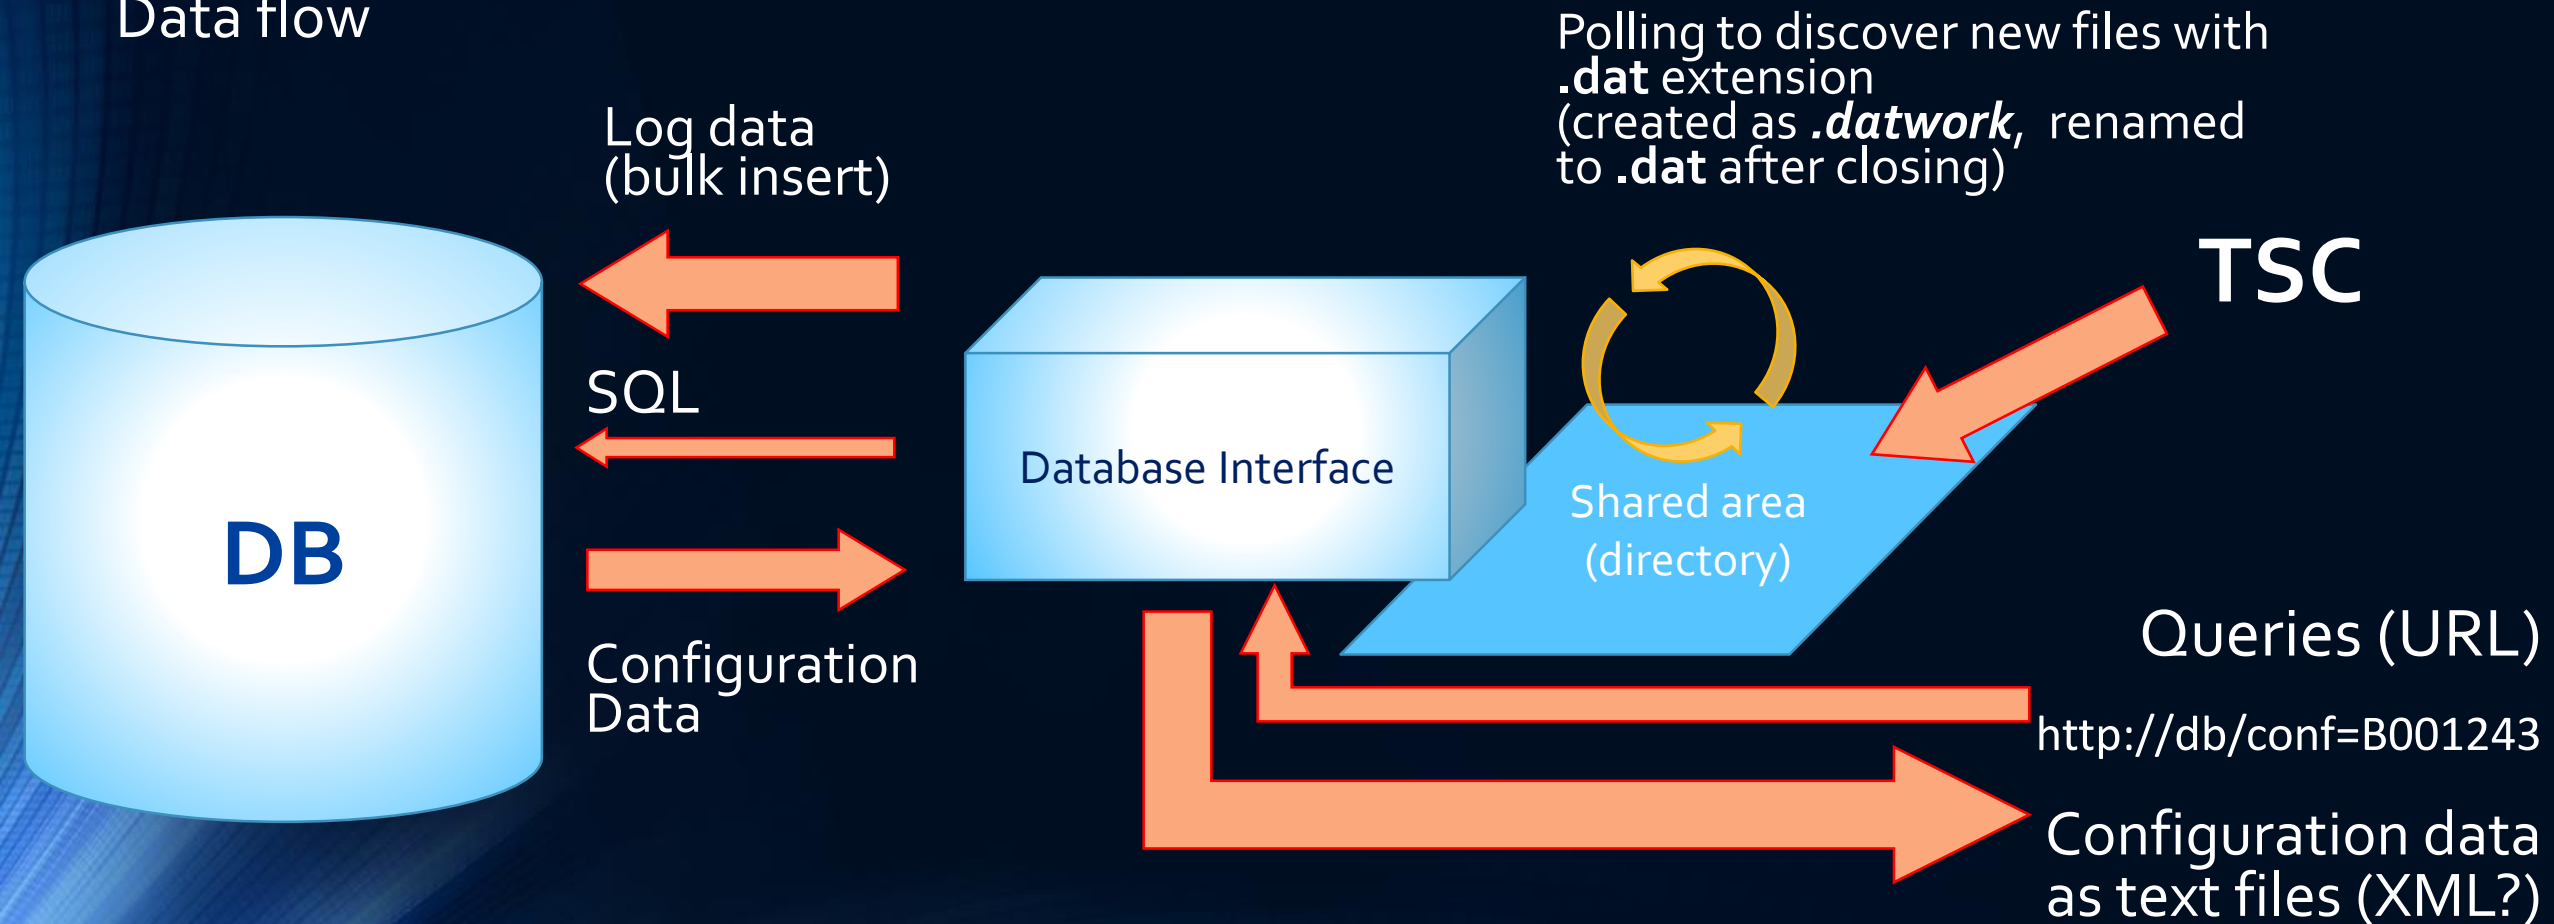 Data flow
Polling to discover new files with
.dat extension
(created as .datwork, renamed
to .dat after closing)
Log data
(bulk insert)
TSC
SQL
Database Interface
Shared area
(directory)
DB
Configuration
Data
Queries (URL)
http://db/conf=B001243
Configuration data
as text files (XML?)